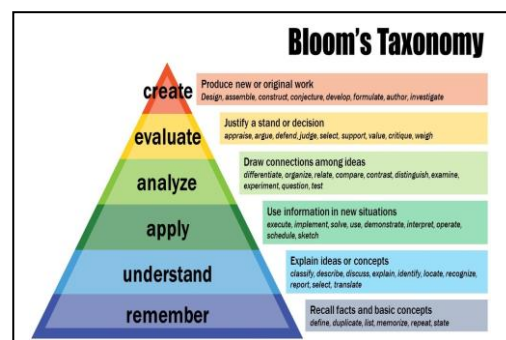 Bloom's Taxonomy
create
Produce new or original work
Design, assemble, construct, conjecture, develop, formulate, author, investigate
evaluate
Justify a stand or decision
appraise, argue, defend, judge, select, support, value, critique, weigh
analyze
Draw connections among ideas
differentiate, organize, relate, compare, contrast, distinguish, examine,
experiment, question, test
apply
Use information in new situations
execute, implement, solve, use, demonstrate, interpret, operate,
schedule, sketch
understand
Explain ideas or concepts
classify, describe, discuss, explain, identify, locate, recognize,
report, select, translate
remember
Recall facts and basic concepts
define, duplicate, list, memorize, repeat, state